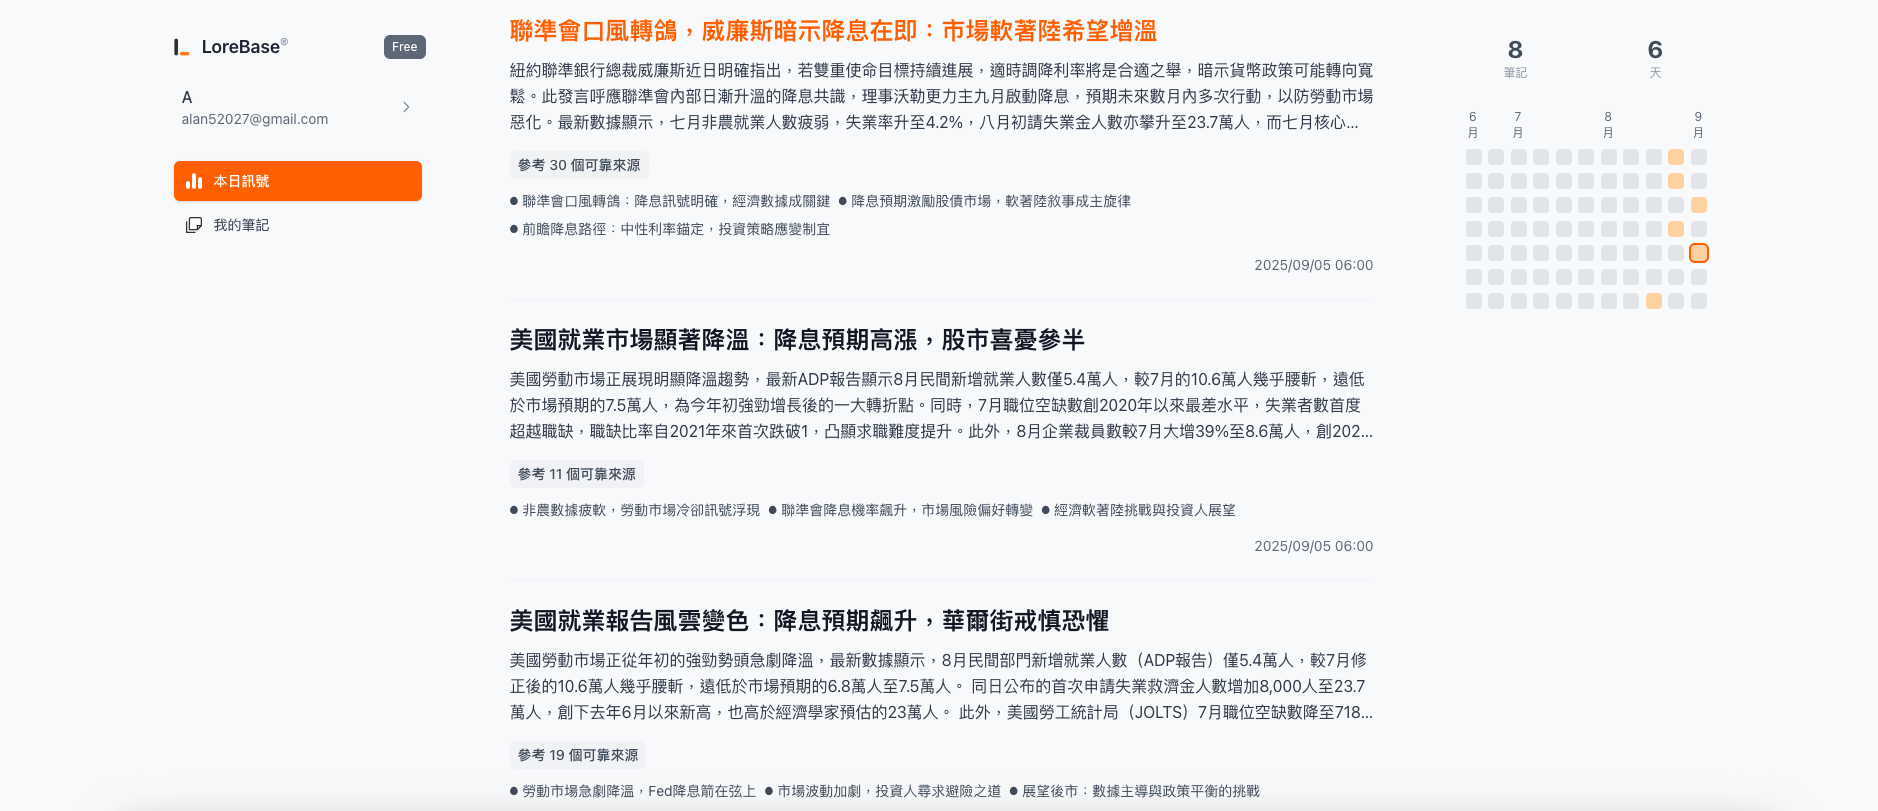 LoreBase®
Free
A
alan52027@gmail.com
本日訊號
我的筆記
聯準會口風轉鴿，威廉斯暗示降息在即：市場軟著陸希望增溫
紐約聯準銀行總裁威廉斯近日明確指出，若雙重使命目標持續進展，適時調降利率將是合適之舉，暗示貨幣政策可能轉向寬
鬆。此發言呼應聯準會內部日漸升溫的降息共識，理事沃勒更力主九月啟動降息，預期未來數月內多次行動，以防勞動市場
惡化。最新數據顯示，七月非農就業人數疲弱，失業率升至4.2%，八月初請失業金人數亦攀升至23.7萬人，而七月核心...
參考 30 個可靠來源
● 聯準會口風轉鴿：降息訊號明確，經濟數據成關鍵 ● 降息預期激勵股債市場，軟著陸敘事成主旋律
● 前瞻降息路徑：中性利率錨定，投資策略應變制宜
2025/09/05 06:00
美國就業市場顯著降溫：降息預期高漲，股市喜憂參半
美國勞動市場正展現明顯降溫趨勢，最新ADP報告顯示8月民間新增就業人數僅5.4萬人，較7月的10.6萬人幾乎腰斬，遠低
於市場預期的7.5萬人，為今年初強勁增長後的一大轉折點。同時，7月職位空缺數創2020年以來最差水平，失業者數首度
超越職缺，職缺比率自2021年來首次跌破1，凸顯求職難度提升。此外，8月企業裁員數較7月大增39%至8.6萬人，創202...
參考 11 個可靠來源
● 非農數據疲軟，勞動市場冷卻訊號浮現 ● 聯準會降息機率飆升，市場風險偏好轉變 ● 經濟軟著陸挑戰與投資人展望
2025/09/05 06:00
美國就業報告風雲變色：降息預期飆升，華爾街戒慎恐懼
美國勞動市場正從年初的強勁勢頭急劇降溫，最新數據顯示，8月民間部門新增就業人數（ADP報告）僅5.4萬人，較7月修
正後的10.6萬人幾乎腰斬，遠低於市場預期的6.8萬人至7.5萬人。 同日公布的首次申請失業救濟金人數增加8,000人至23.7
萬人，創下去年6月以來新高，也高於經濟學家預估的23萬人。 此外，美國勞工統計局（JOLTS）7月職位空缺數降至718...
參考 19 個可靠來源
● 勞動市場急劇降溫，Fed降息箭在弦上 ● 市場波動加劇，投資人尋求避險之道 ● 展望後市：數據主導與政策平衡的挑戰
8 6
筆記 天
6 7 8 9
月 月 月 月